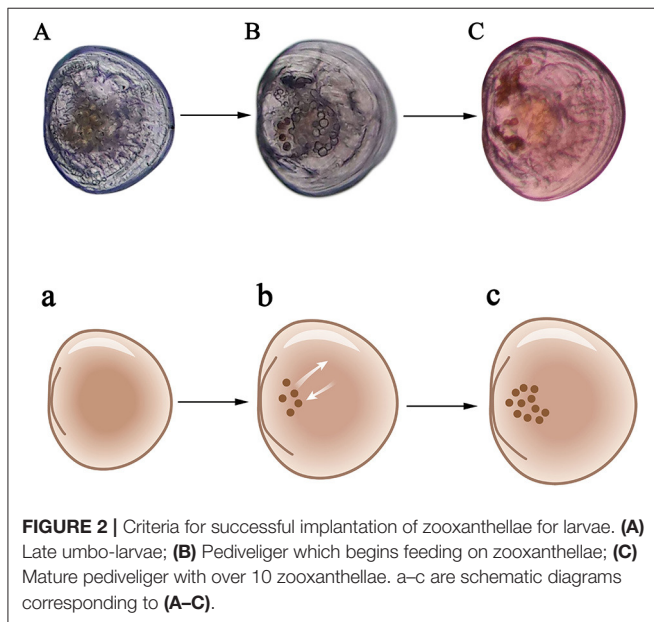 A
B
C
a
b
c
FIGURE 2 | Criteria for successful implantation of zooxanthellae for larvae. (A)
Late umbo-larvae; (B) Pediveliger which begins feeding on zooxanthellae; (C)
Mature pediveliger with over 10 zooxanthellae. a–c are schematic diagrams
corresponding to (A–C).